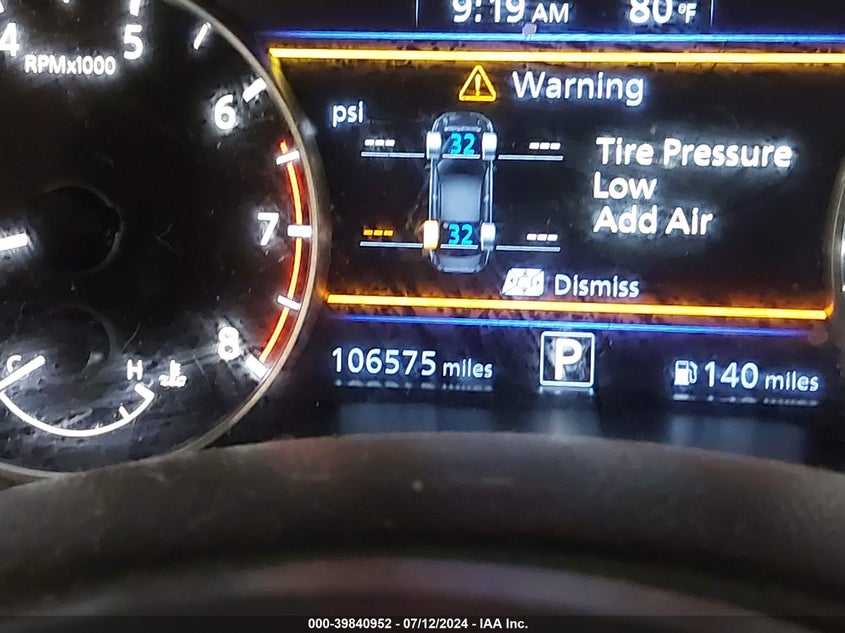 9:19 AM 80°F
4 5
RPMx1000
6
7
8
C H
Warning
psi
--- 32 ---
--- 32 ---
Tire Pressure
Low
Add Air
Dismiss
106575 miles P 140 miles
000-39840952 - 07/12/2024 - IAA Inc.